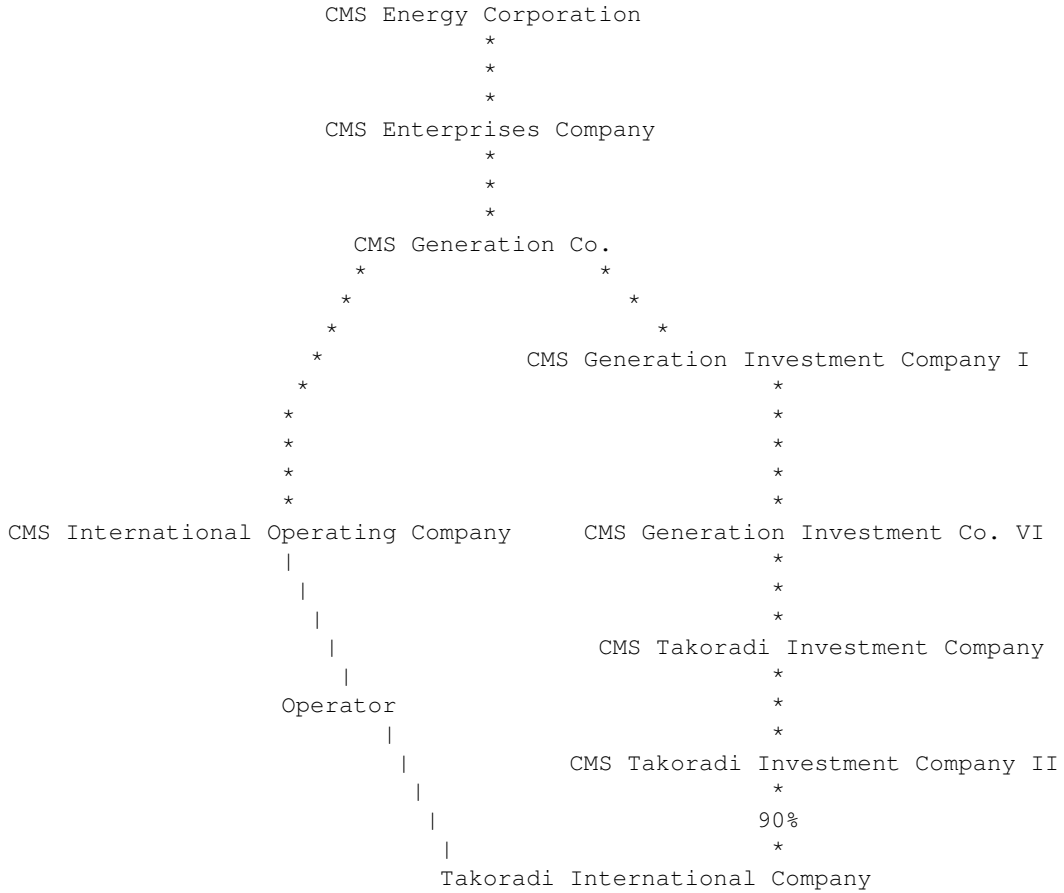 CMS Energy Corporation
*
*
*
CMS Enterprises Company
*
*
*
CMS Generation Co.
* *
* *
* *
* CMS Generation Investment Company I
* *
* *
* *
* *
* *
CMS International Operating Company CMS Generation Investment Co. VI
| *
| *
| *
| CMS Takoradi Investment Company
| *
Operator *
| *
| CMS Takoradi Investment Company II
| *
| 90%
| *
Takoradi International Company